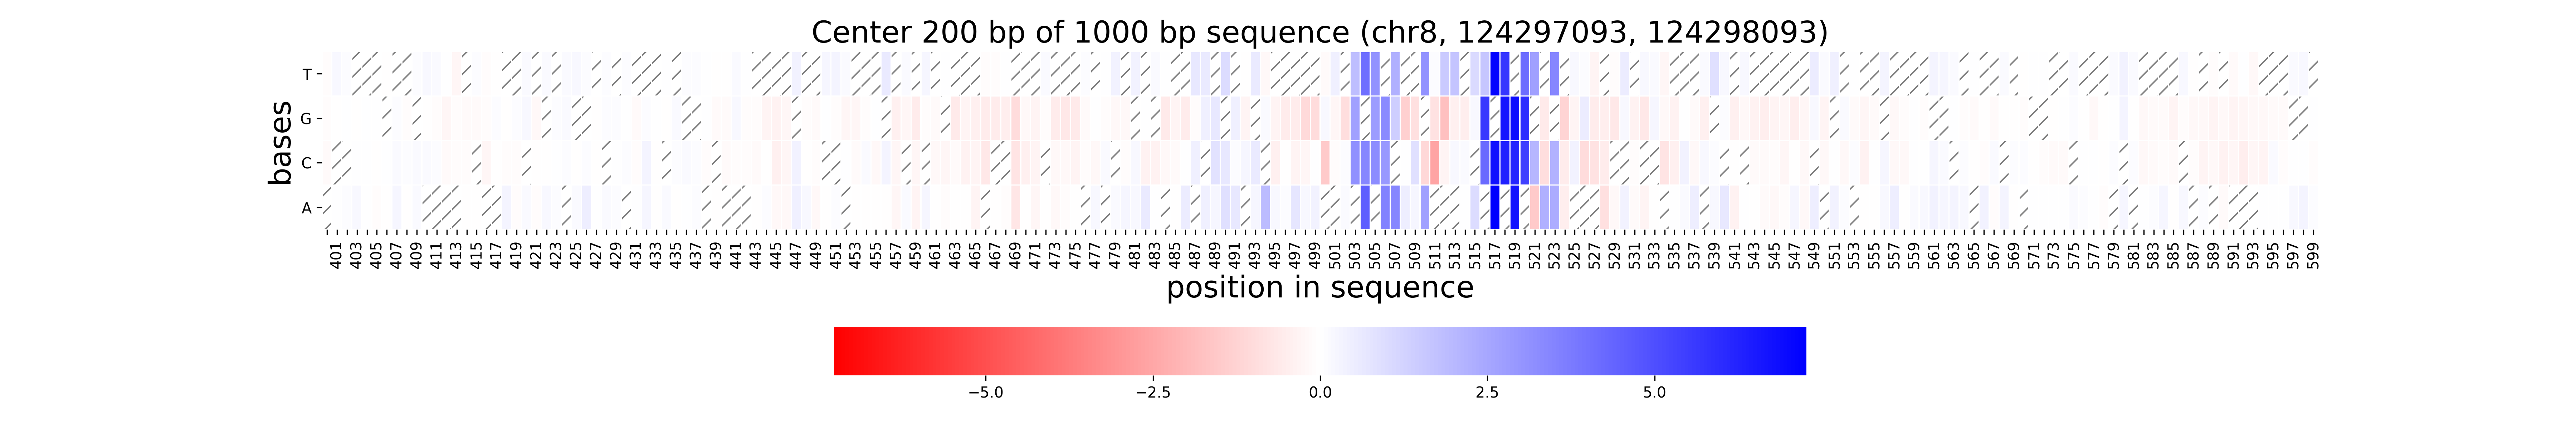 Center 200 bp of 1000 bp sequence (chr8, 124297093, 124298093)
bases
T
G
C
A
401 403 405 407 409 411 413 415 417 419 421 423 425 427 429 431 433 435 437 439 441 443 445 447 449 451 453 455 457 459 461 463 465 467 469 471 473 475 477 479 481 483 485 487 489 491 493 495 497 499 501 503 505 507 509 511 513 515 517 519 521 523 525 527 529 531 533 535 537 539 541 543 545 547 549 551 553 555 557 559 561 563 565 567 569 571 573 575 577 579 581 583 585 587 589 591 593 595 597 599
position in sequence
−5.0 −2.5 0.0 2.5 5.0